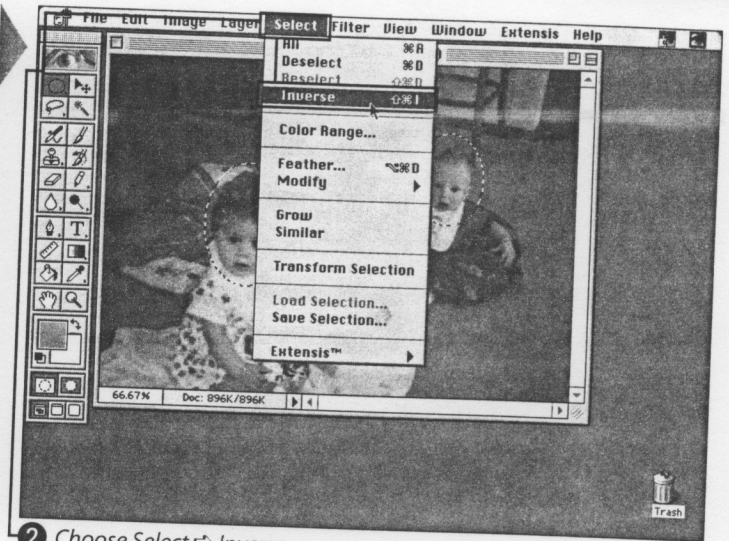 File Edit Image Layer Select Filter View Window Extensis Help
All ⌘A
Deselect ⌘D
Reselect ⇧⌘D
Inverse ⇧⌘I
Color Range...
Feather... ⌥⌘D
Modify
Grow
Similar
Transform Selection
Load Selection...
Save Selection...
Extensis™
T
66.67% Doc: 896K/896K
Trash
2 Choose Select ⇨